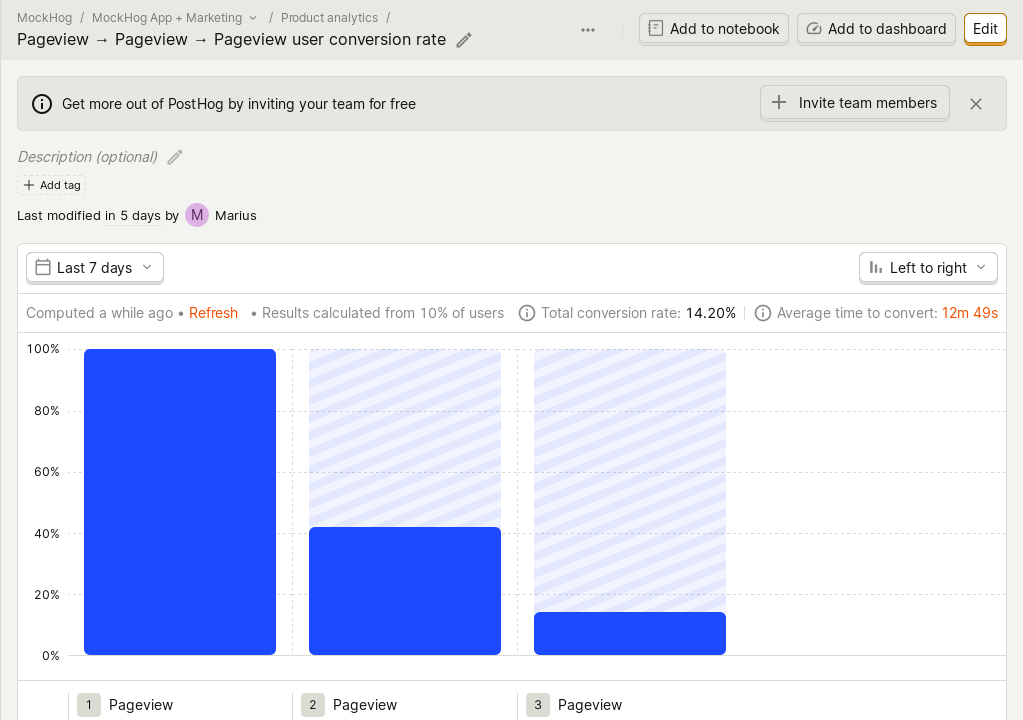 MockHog / MockHog App + Marketing / Product analytics /
Pageview → Pageview → Pageview user conversion rate
Add to notebook
Add to dashboard
Edit
Get more out of PostHog by inviting your team for free
Invite team members
Description (optional)
Add tag
Last modified in 5 days by M Marius
Last 7 days
Left to right
Computed a while ago • Refresh • Results calculated from 10% of users
Total conversion rate: 14.20%
Average time to convert: 12m 49s
100%
80%
60%
40%
20%
0%
1 Pageview
2 Pageview
3 Pageview